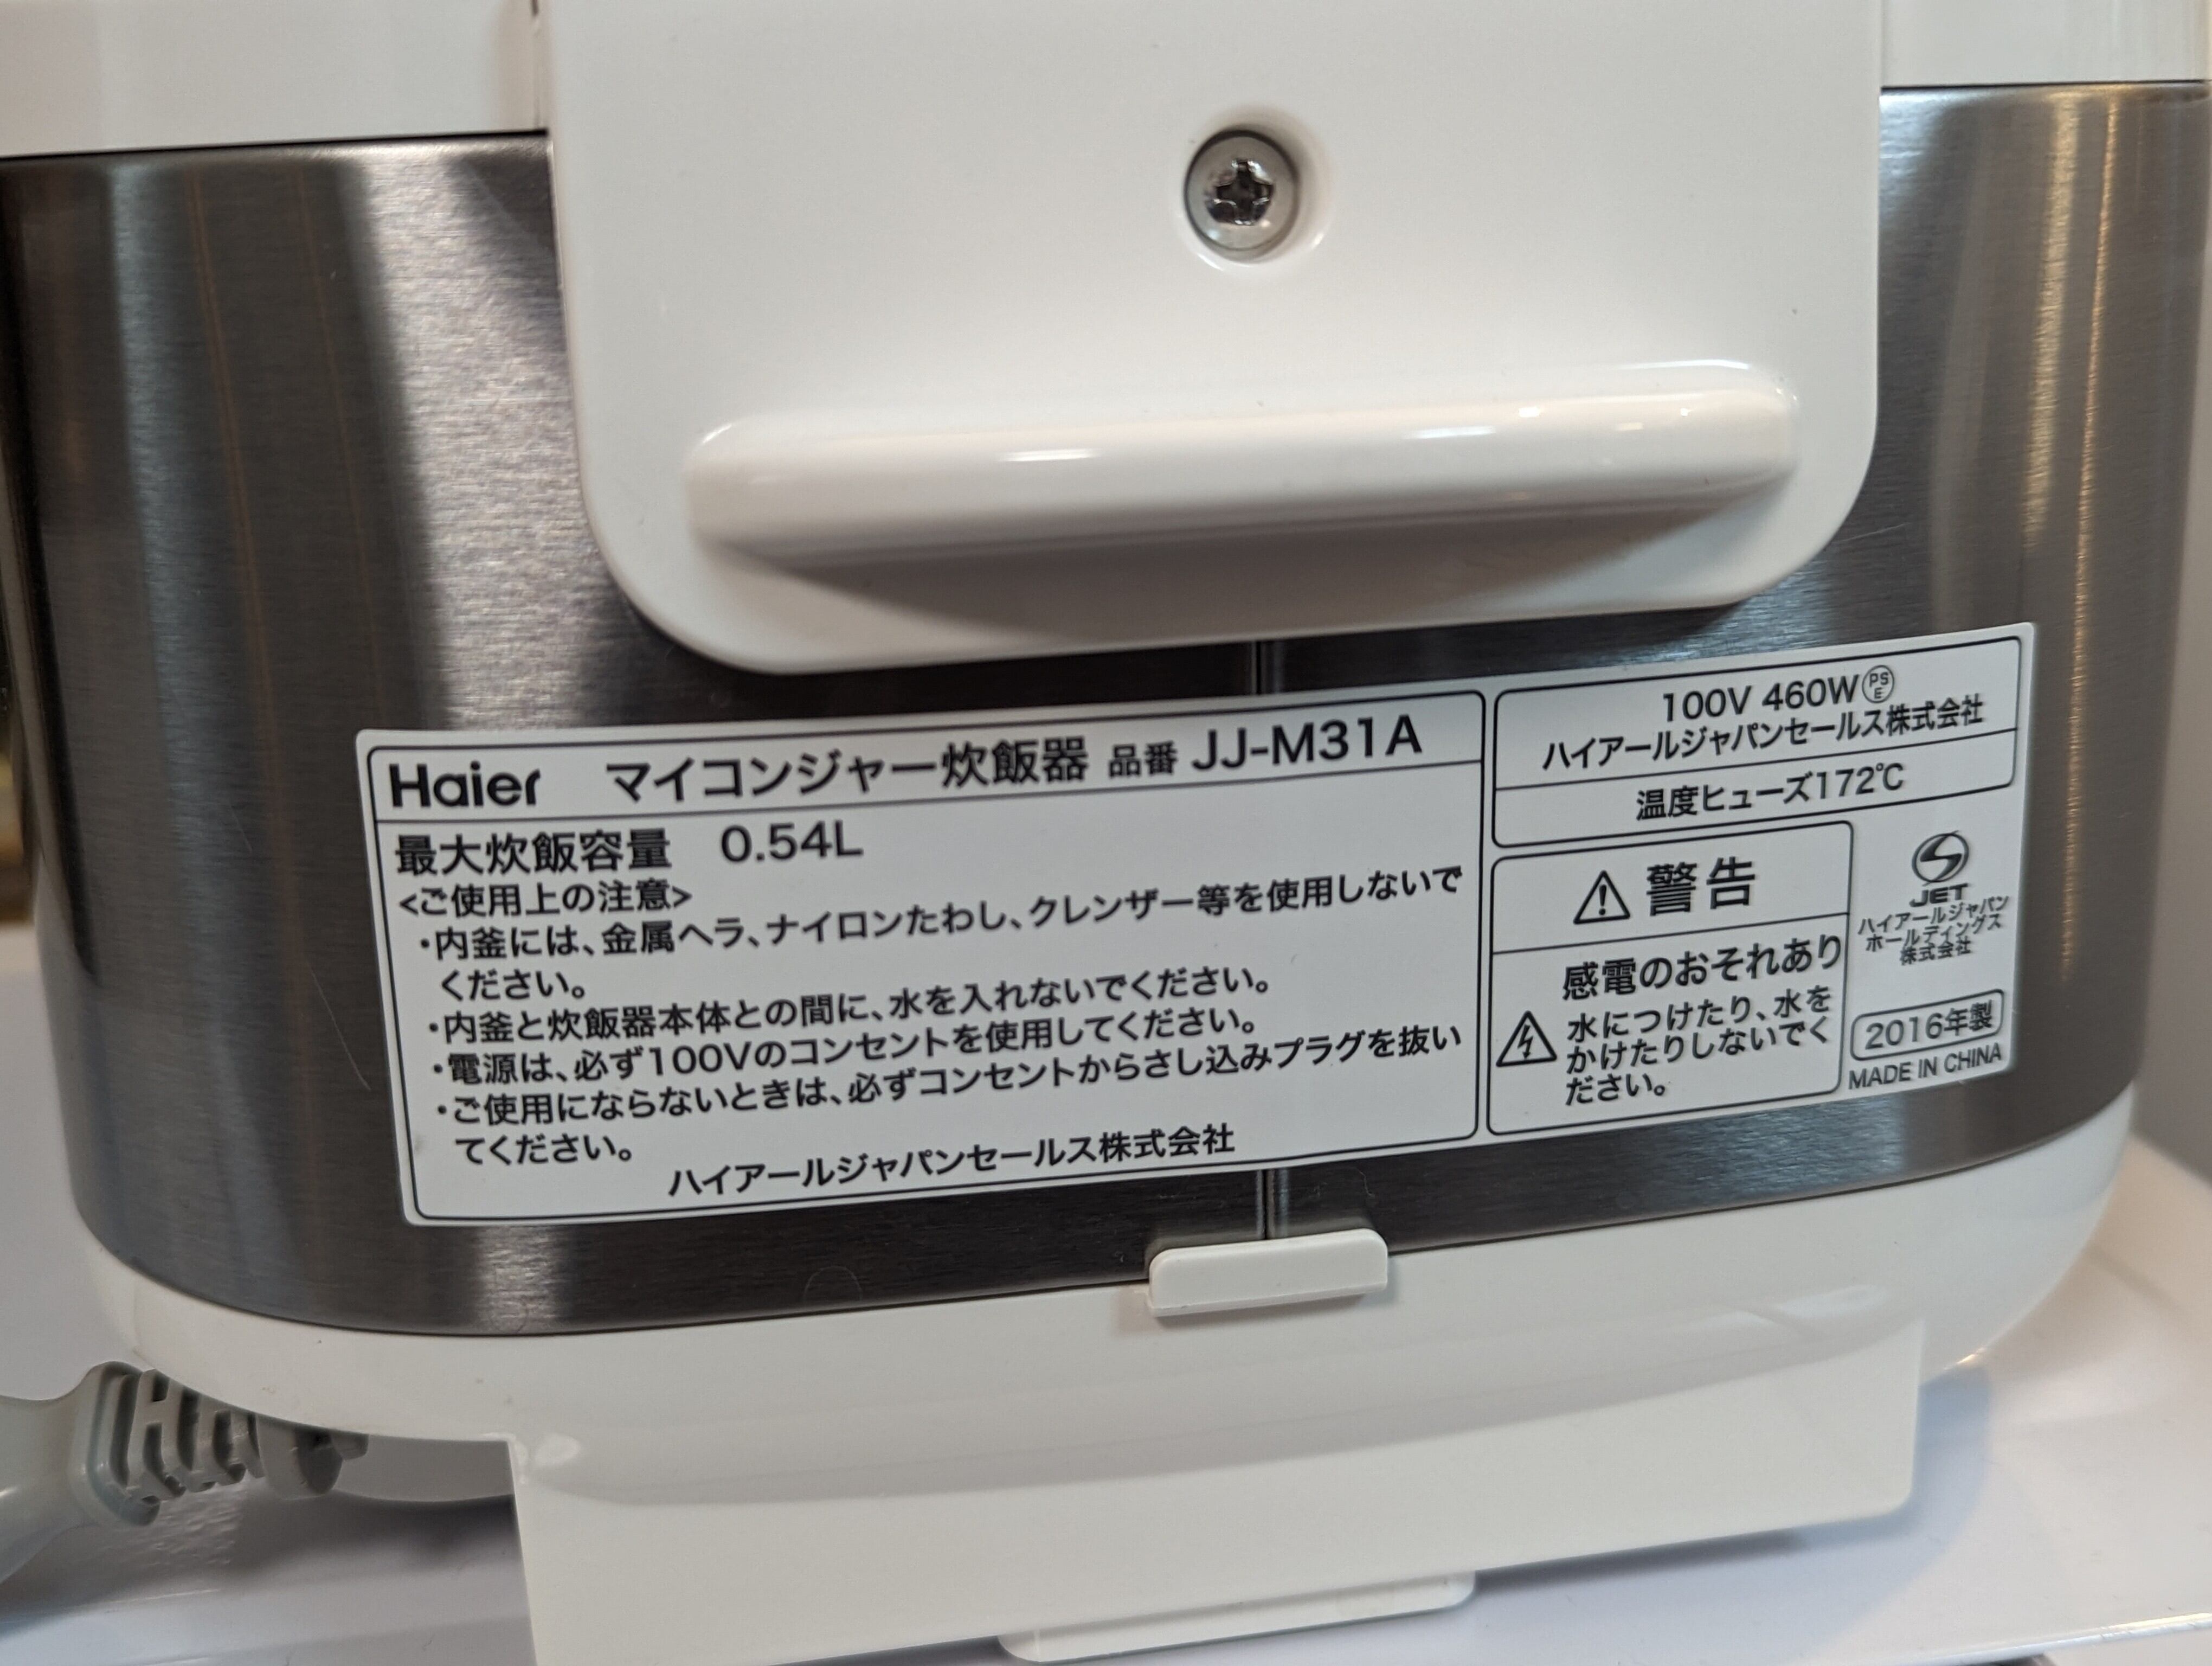 Haier マイコンジャー炊飯器 品番 JJ-M31A
最大炊飯容量 0.54L
<ご使用上の注意>
・内釜には、金属ヘラ、ナイロンたわし、クレンザー等を使用しないで
ください。
・内釜と炊飯器本体との間に、水を入れないでください。
・電源は、必ず100Vのコンセントを使用してください。
・ご使用にならないときは、必ずコンセントからさし込みプラグを抜い
てください。
ハイアールジャパンセールス株式会社
100V 460W PSE
ハイアールジャパンセールス株式会社
温度ヒューズ172℃
警告
感電のおそれあり
水につけたり、水を
かけたりしないでく
ださい。
JET
ハイアールジャパン
ホールディングス
株式会社
2016年製
MADE IN CHINA